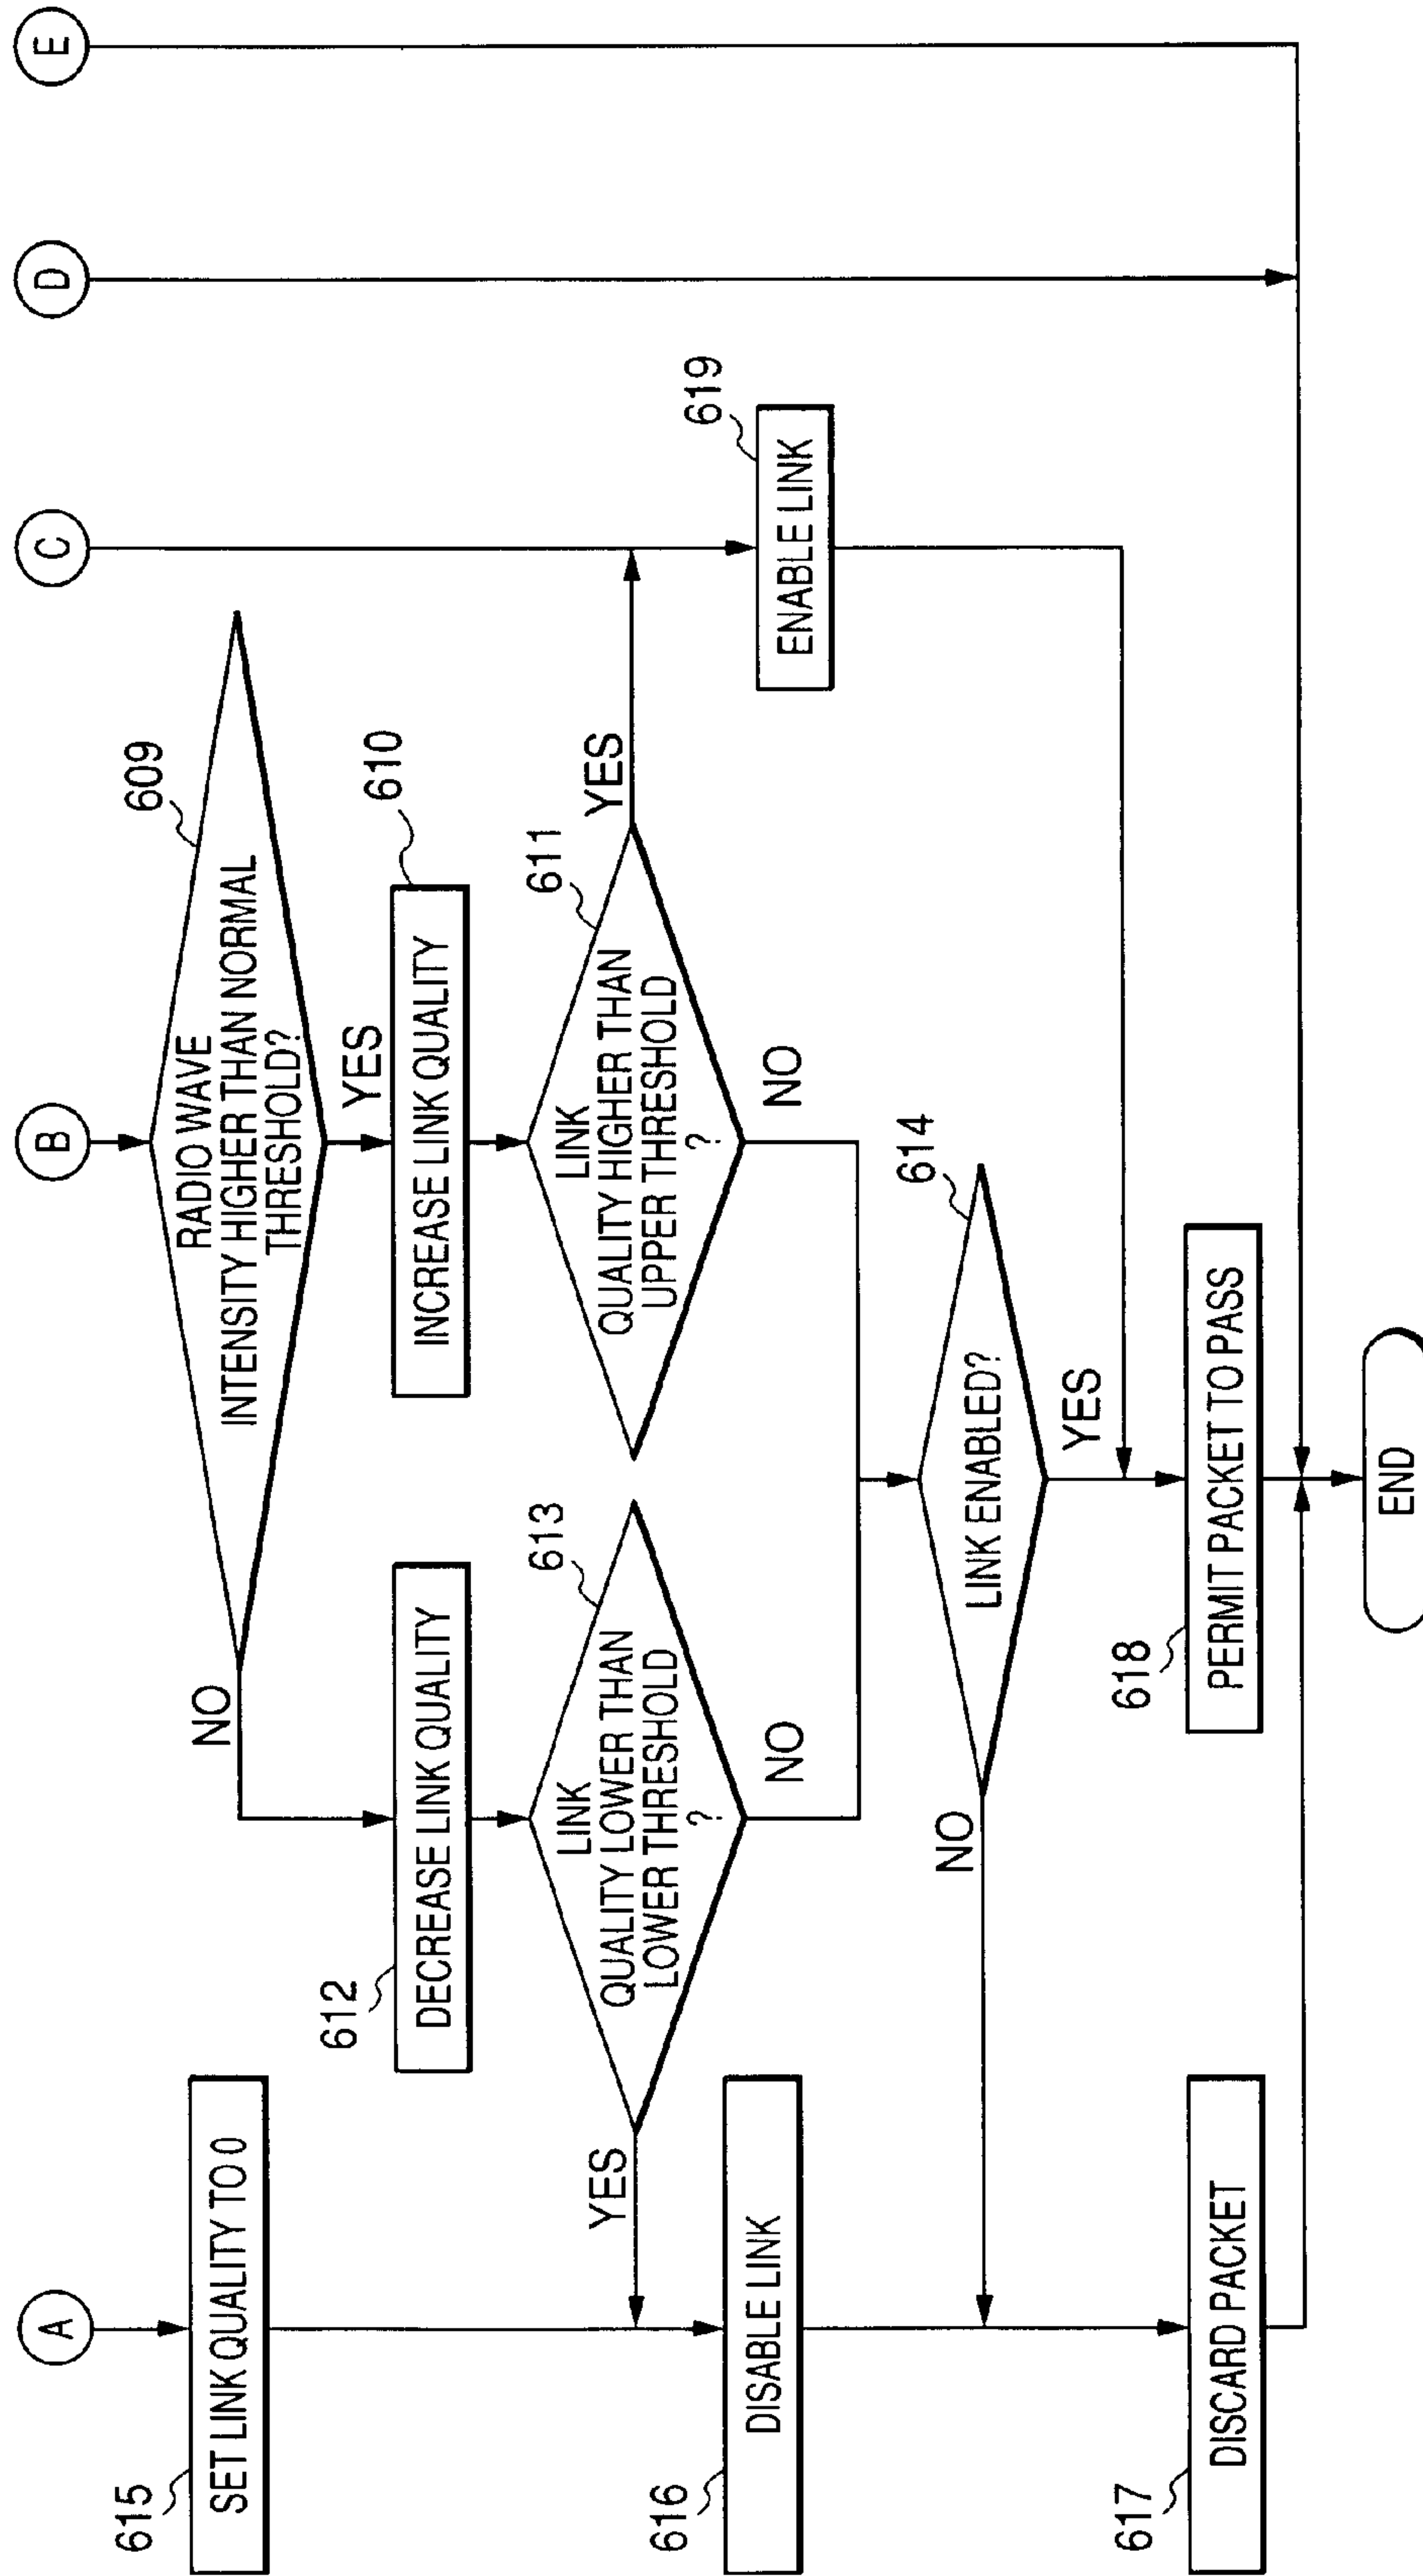 A
B
C
D
E
615
SET LINK QUALITY TO 0
609
RADIO WAVE
INTENSITY HIGHER THAN NORMAL
THRESHOLD?
NO
YES
612
DECREASE LINK QUALITY
610
INCREASE LINK QUALITY
613
LINK
QUALITY LOWER THAN
LOWER THRESHOLD
?
YES
NO
611
LINK
QUALITY HIGHER THAN
UPPER THRESHOLD
?
YES
NO
616
DISABLE LINK
619
ENABLE LINK
614
LINK ENABLED?
NO
YES
617
DISCARD PACKET
618
PERMIT PACKET TO PASS
END